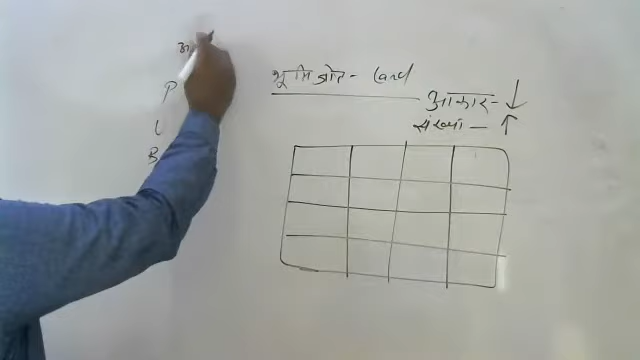 भूमि जोत - Land
आकार - ↓
संख्या - ↑
P
L
B